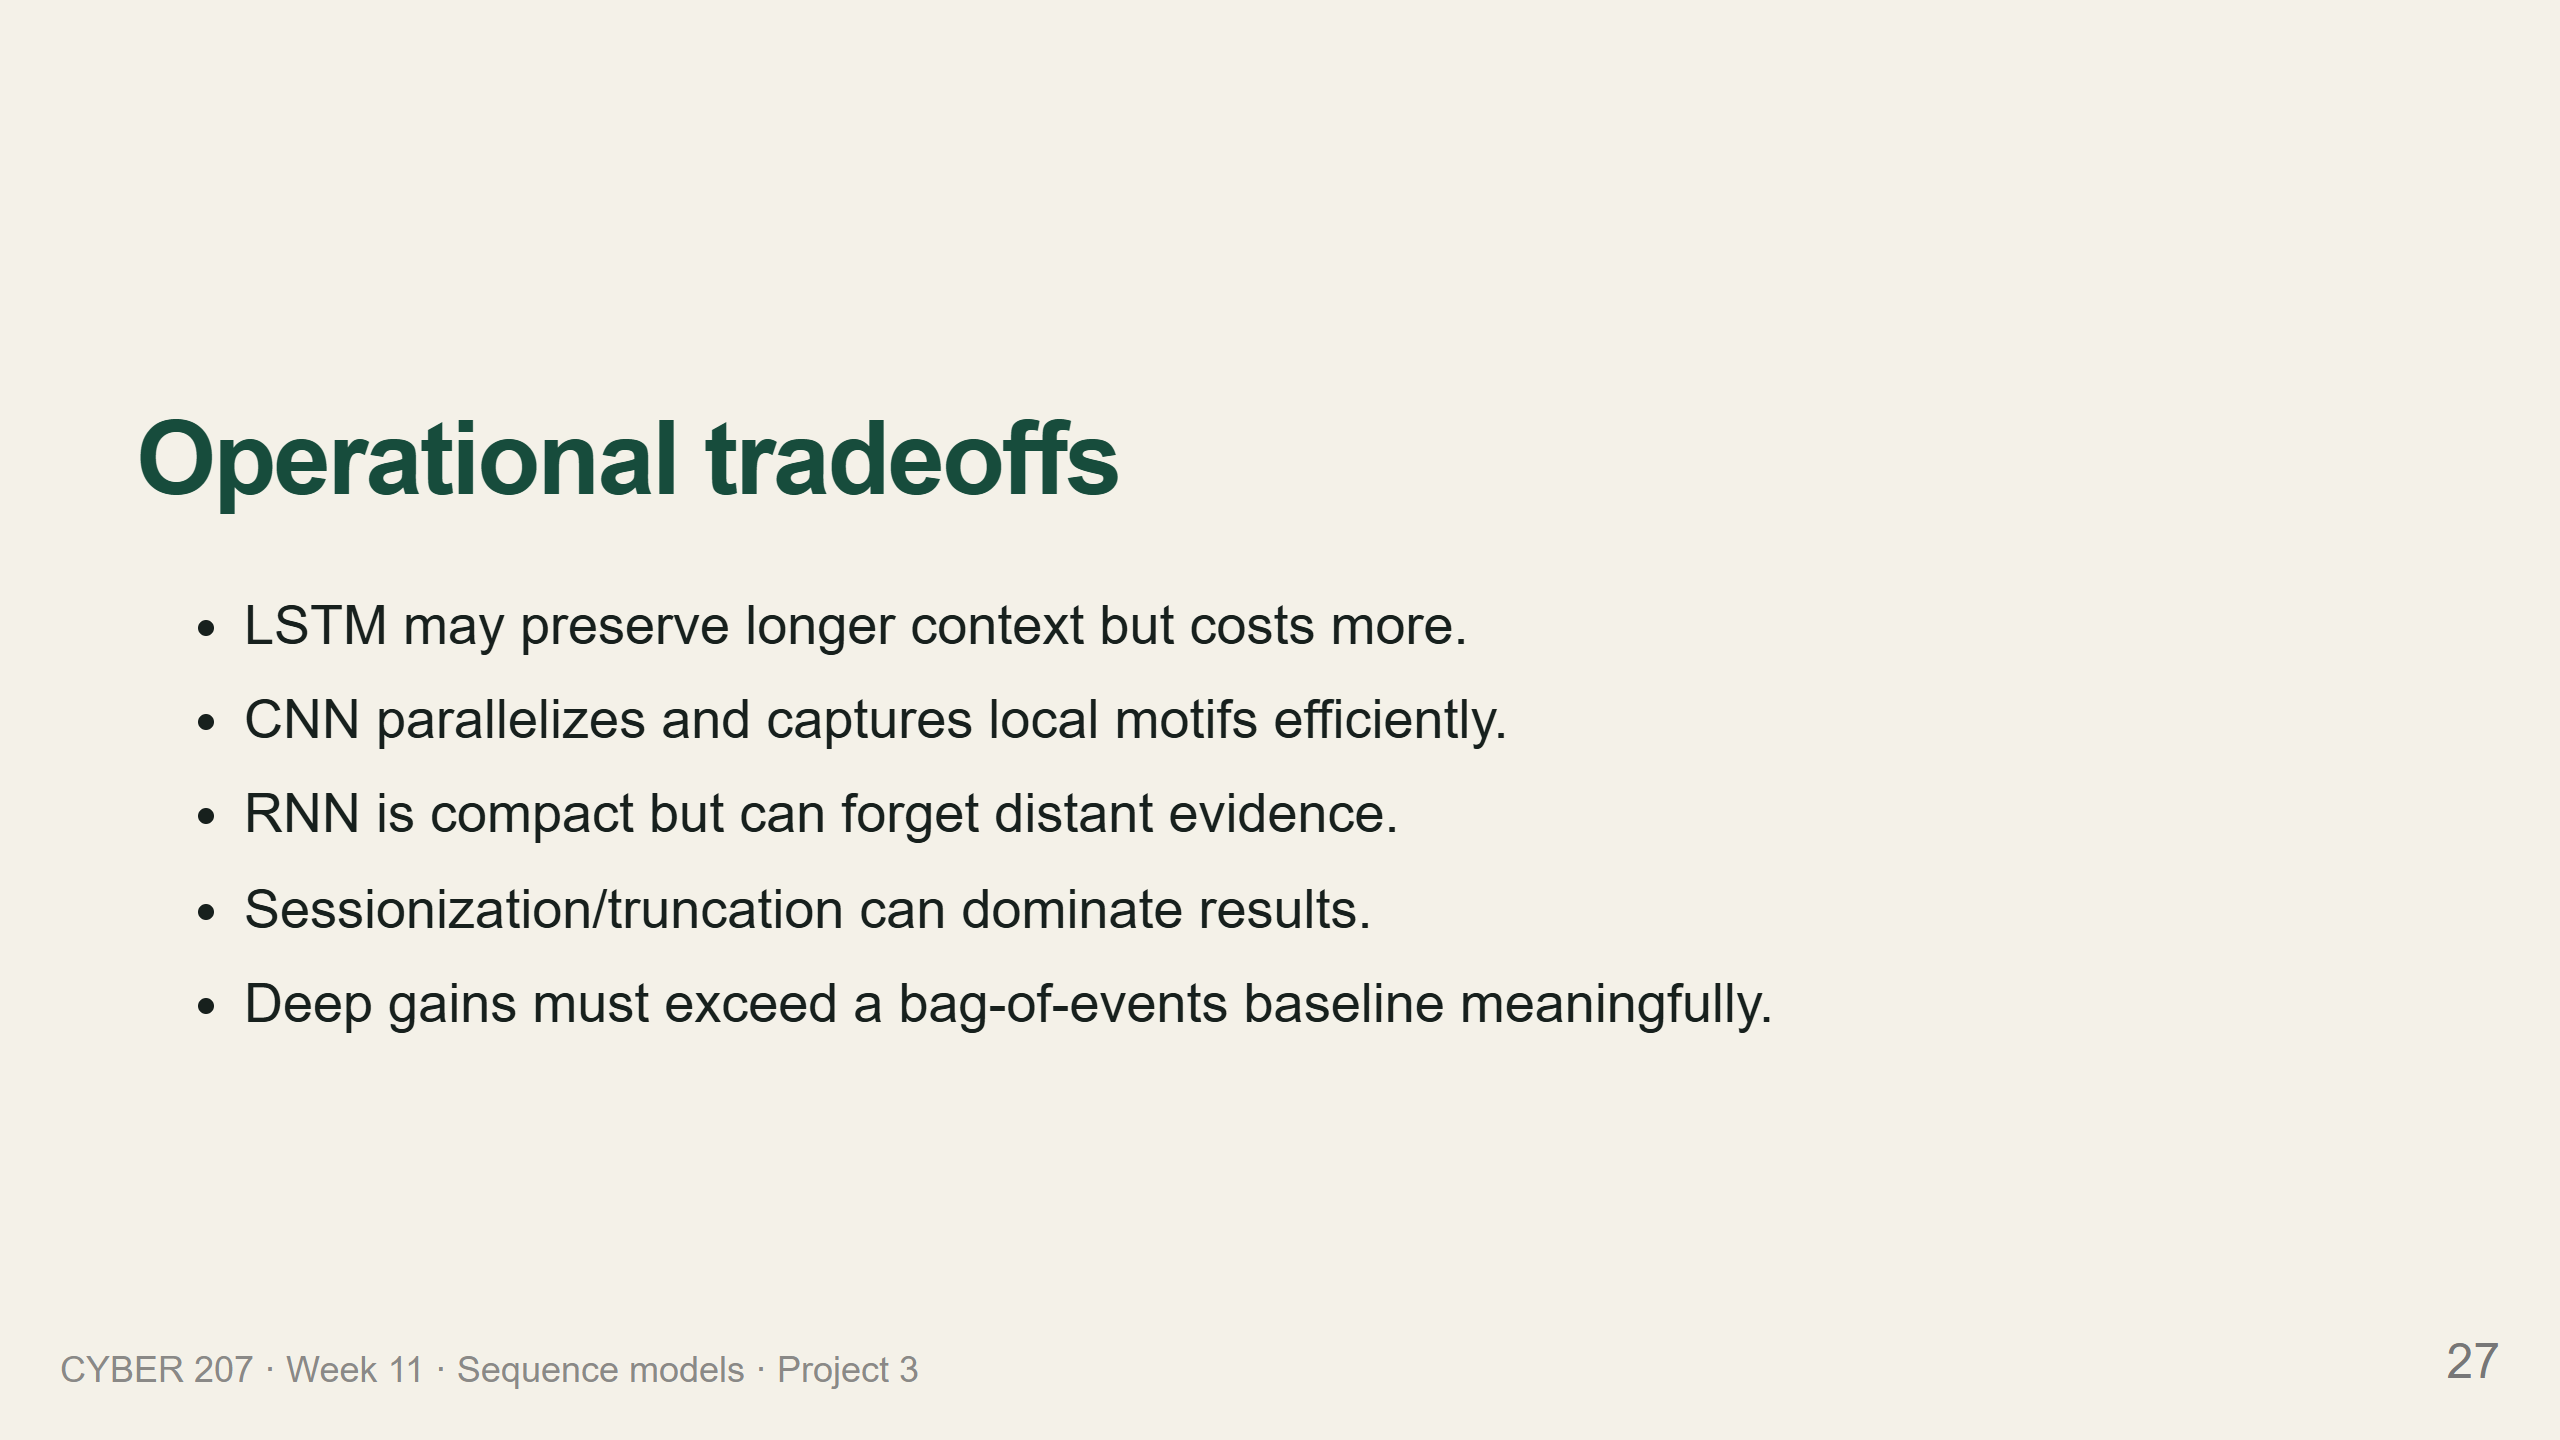 Operational tradeoffs
• LSTM may preserve longer context but costs more.
• CNN parallelizes and captures local motifs efficiently.
• RNN is compact but can forget distant evidence.
• Sessionization/truncation can dominate results.
• Deep gains must exceed a bag-of-events baseline meaningfully.
CYBER 207 · Week 11 · Sequence models · Project 3
27